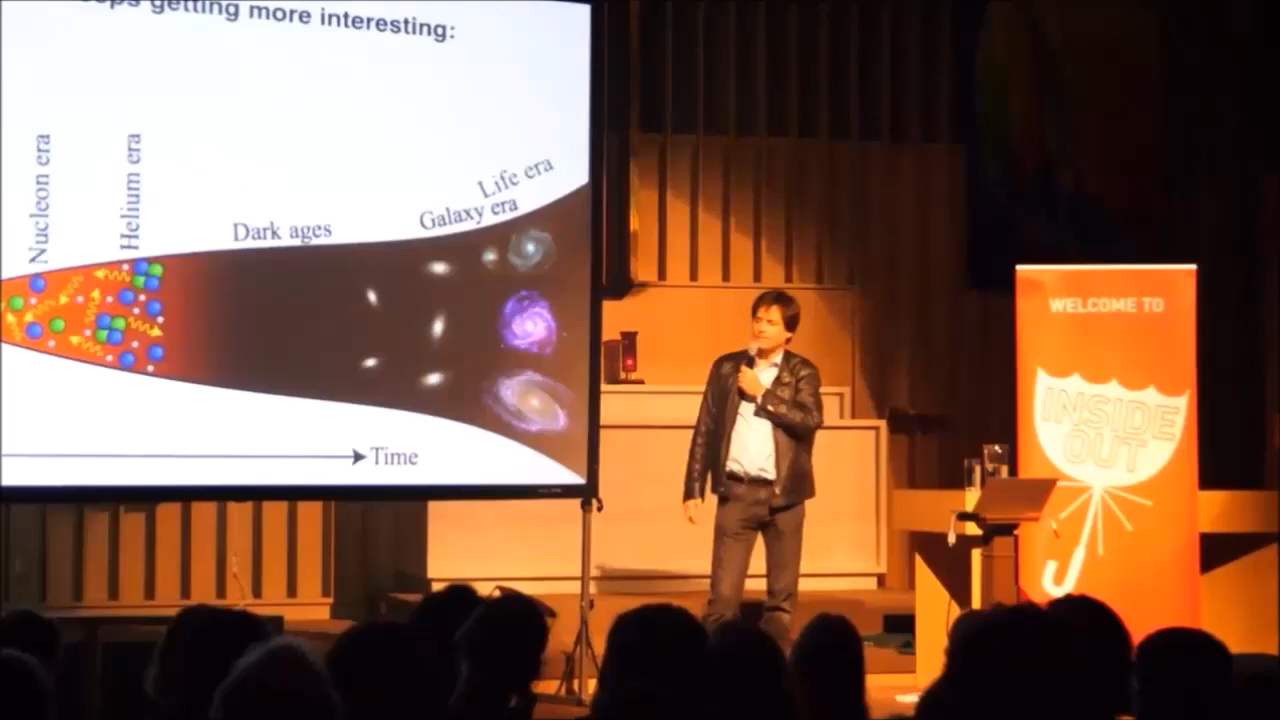 getting more interesting:
Nucleon era
Helium era
Dark ages
Galaxy era
Life era
Time
WELCOME TO
INSIDE
OUT